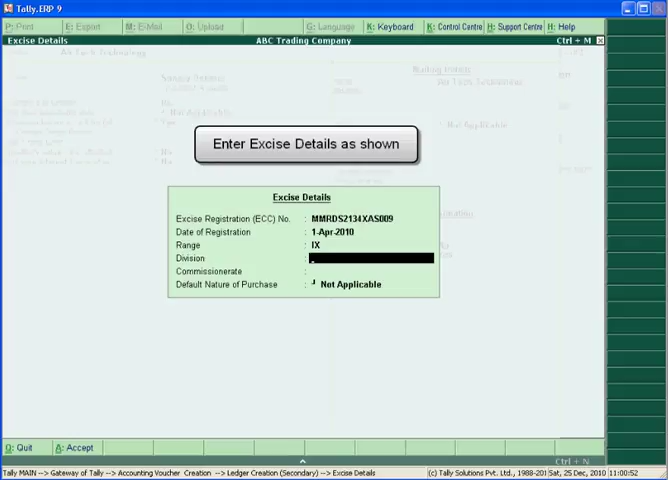 Tally.ERP 9
P: Print E: Export M: E-Mail O: Upload G: Language K: Keyboard K: Control Centre H: Support Centre H: Help
Excise Details ABC Trading Company Ctrl + M
Mailing Details
Not Applicable
Enter Excise Details as shown
Excise Details
Excise Registration (ECC) No. : MMRDS2134XAS009
Date of Registration : 1-Apr-2010
Range : IX
Division :
Commissionerate :
Default Nature of Purchase : Not Applicable
Q: Quit A: Accept
Ctrl + N
Tally MAIN --> Gateway of Tally --> Accounting Voucher Creation --> Ledger Creation (Secondary) --> Excise Details (c) Tally Solutions Pvt. Ltd., 1988-201 Sat, 25 Dec, 2010 11:00:52